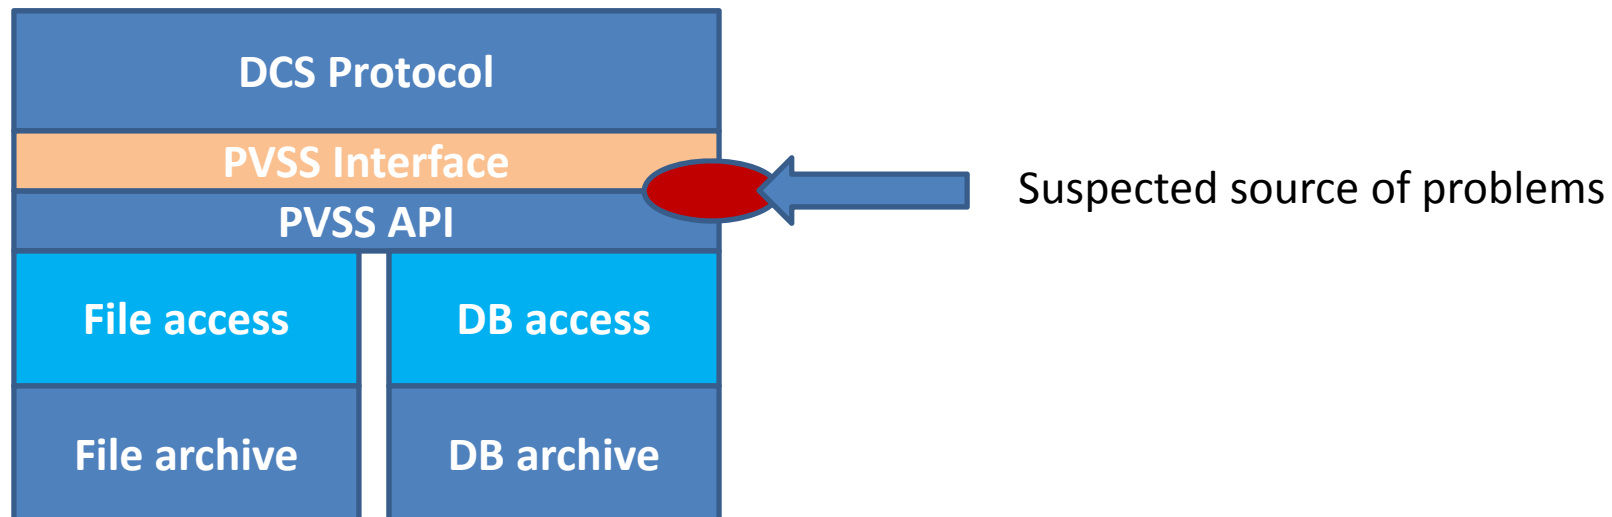 DCS Protocol
PVSS Interface
Suspected source of problems
PVSS API
File access
DB access
File archive
DB archive